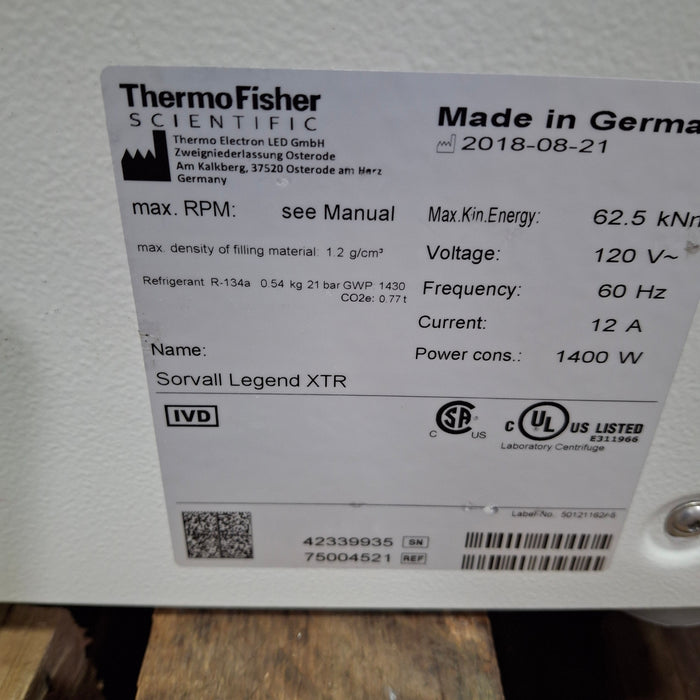 ThermoFisher
SCIENTIFIC
Thermo Electron LED GmbH
Zweigniederlassung Osterode
Am Kalkberg, 37520 Osterode am Harz
Germany
Made in Germa
2018-08-21
max. RPM: see Manual
max. density of filling material: 1.2 g/cm³
Refrigerant R-134a 0.54 kg 21 bar GWP 1430
CO2e: 0.77 t
Max.Kin.Energy: 62.5 kNm
Voltage: 120 V~
Frequency: 60 Hz
Current: 12 A
Power cons.: 1400 W
Name:
Sorvall Legend XTR
IVD
C SA US
C UL US LISTED
E311966
Laboratory Centrifuge
Label-No.
42339935 SN
75004521 REF